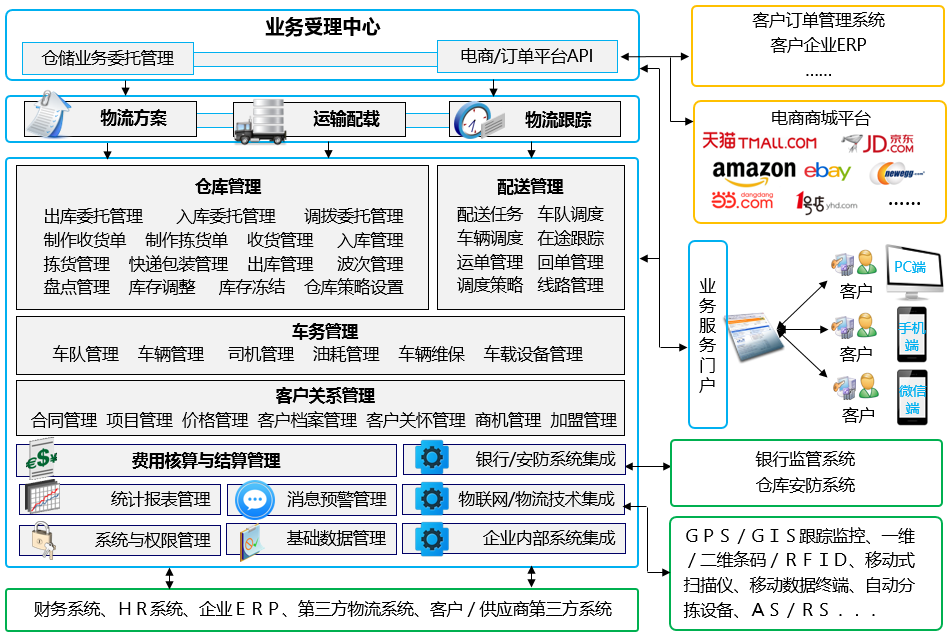 业务受理中心
仓储业务委托管理
电商/订单平台API
物流方案
运输配载
物流跟踪
仓库管理
出库委托管理 入库委托管理 调拨委托管理
制作收货单 制作拣货单 收货管理 入库管理
拣货管理 快递包装管理 出库管理 波次管理
盘点管理 库存调整 库存冻结 仓库策略设置
配送管理
配送任务 车队调度
车辆调度 在途跟踪
运单管理 回单管理
调度策略 线路管理
车务管理
车队管理 车辆管理 司机管理 油耗管理 车辆维保 车载设备管理
客户关系管理
合同管理 项目管理 价格管理 客户档案管理 客户关怀管理 商机管理 加盟管理
€$¥
费用核算与结算管理
银行/安防系统集成
统计报表管理
消息预警管理
物联网/物流技术集成
系统与权限管理
基础数据管理
企业内部系统集成
财务系统、ＨＲ系统、企业ＥＲＰ、第三方物流系统、客户／供应商第三方系统
客户订单管理系统
客户企业ERP
......
电商商城平台
天猫 TMALL.COM
JD 京东 .COM
amazon
ebay
newegg.com
当当.com dangdang
1号店 yhd.com
......
业务服务门户
客户
PC端
客户
手机
端
客户
微信
端
银行监管系统
仓库安防系统
ＧＰＳ／ＧＩＳ跟踪监控、一维
／二维条码／ＲＦＩＤ、移动式
扫描仪、移动数据终端、自动分
拣设备、ＡＳ／ＲＳ．．．